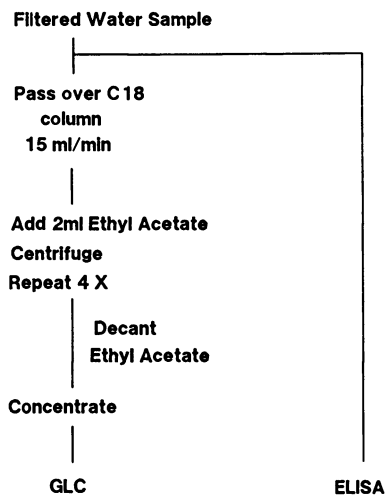 Filtered Water Sample
Pass over C18
column
15 ml/min
Add 2ml Ethyl Acetate
Centrifuge
Repeat 4 X
Decant
Ethyl Acetate
Concentrate
GLC
ELISA